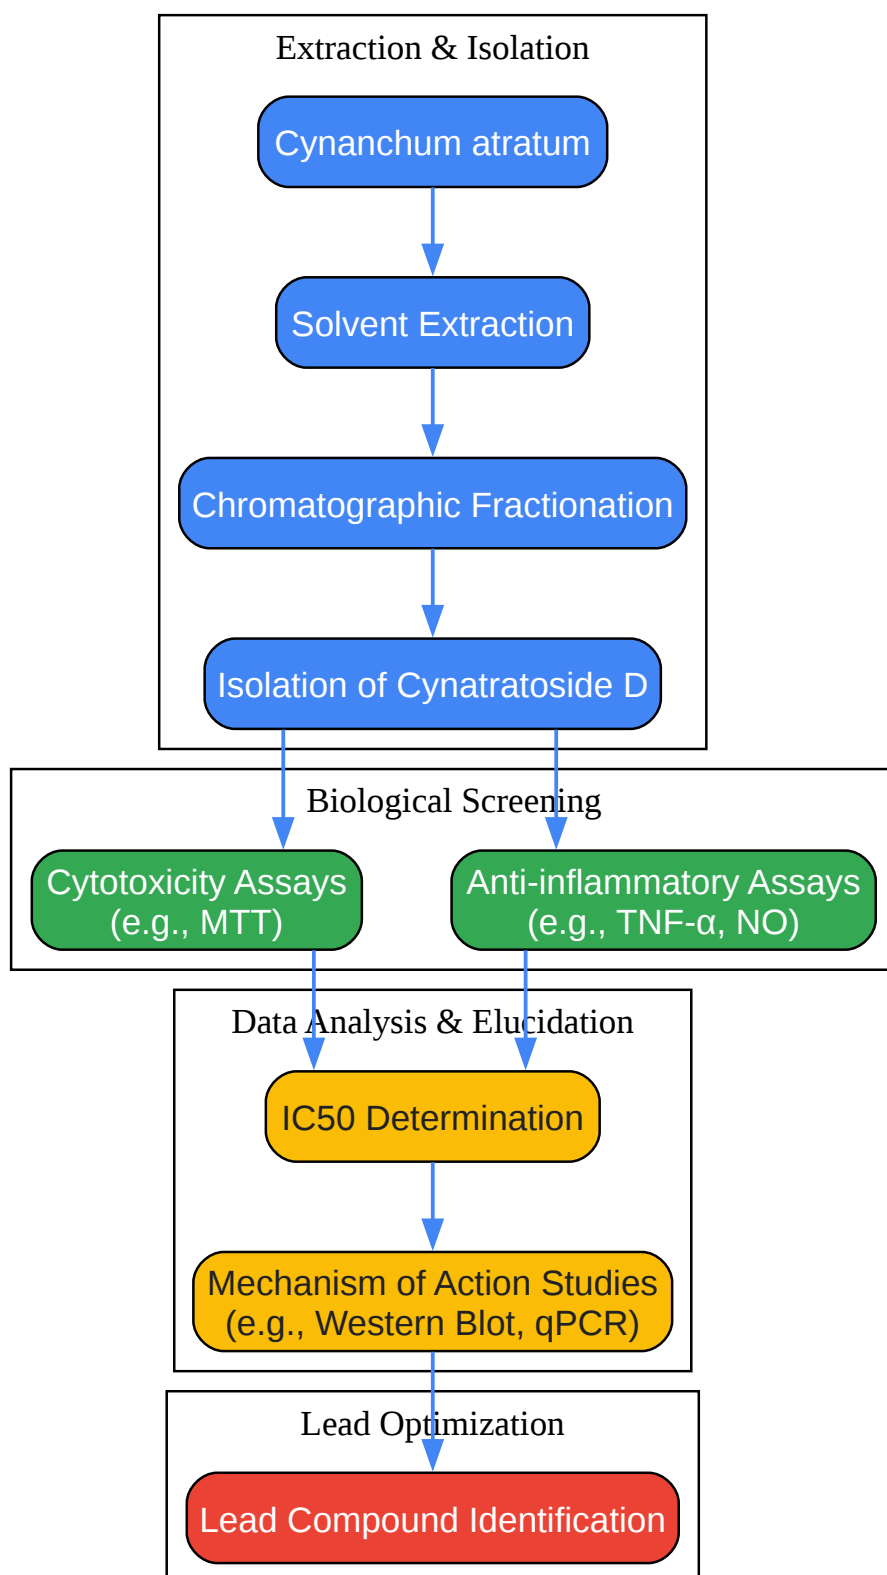 Extraction & Isolation
Cynanchum atratum
Solvent Extraction
Chromatographic Fractionation
Isolation of Cynatratoside D
Biological Screening
Cytotoxicity Assays
(e.g., MTT)
Anti-inflammatory Assays
(e.g., TNF-α, NO)
Data Analysis & Elucidation
IC50 Determination
Mechanism of Action Studies
(e.g., Western Blot, qPCR)
Lead Optimization
Lead Compound Identification